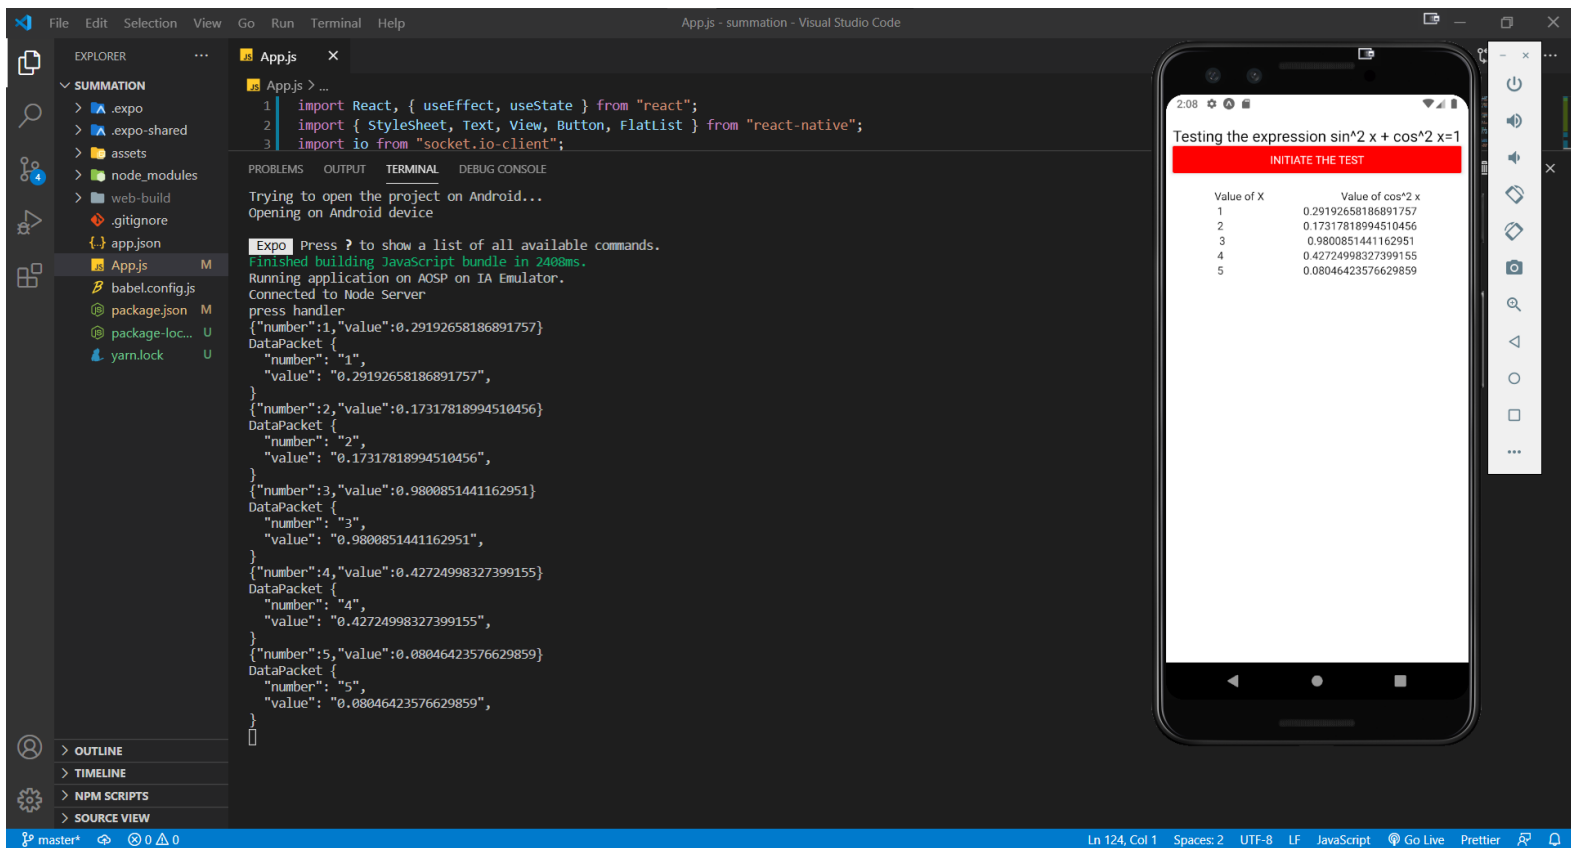 File Edit Selection View Go Run Terminal Help
App.js - summation - Visual Studio Code
EXPLORER
SUMMATION
.expo
.expo-shared
assets
node_modules
web-build
.gitignore
{..} app.json
JS App.js M
babel.config.js
package.json M
package-loc... U
yarn.lock U
OUTLINE
TIMELINE
NPM SCRIPTS
SOURCE VIEW
4
JS App.js
JS App.js > ...
1 import React, { useEffect, useState } from "react";
2 import { StyleSheet, Text, View, Button, FlatList } from "react-native";
3 import io from "socket.io-client";
PROBLEMS OUTPUT TERMINAL DEBUG CONSOLE
Trying to open the project on Android...
Opening on Android device
Expo Press ? to show a list of all available commands.
Finished building JavaScript bundle in 2408ms.
Running application on AOSP on IA Emulator.
Connected to Node Server
press handler
{"number":1,"value":0.29192658186891757}
DataPacket {
"number": "1",
"value": "0.29192658186891757",
}
{"number":2,"value":0.17317818994510456}
DataPacket {
"number": "2",
"value": "0.17317818994510456",
}
{"number":3,"value":0.9800851441162951}
DataPacket {
"number": "3",
"value": "0.9800851441162951",
}
{"number":4,"value":0.42724998327399155}
DataPacket {
"number": "4",
"value": "0.42724998327399155",
}
{"number":5,"value":0.08046423576629859}
DataPacket {
"number": "5",
"value": "0.08046423576629859",
}
2:08
Testing the expression sin^2 x + cos^2 x=1
INITIATE THE TEST
Value of X Value of cos^2 x
1 0.29192658186891757
2 0.17317818994510456
3 0.9800851441162951
4 0.42724998327399155
5 0.08046423576629859
master* 0 0
Ln 124, Col 1 Spaces: 2 UTF-8 LF JavaScript Go Live Prettier